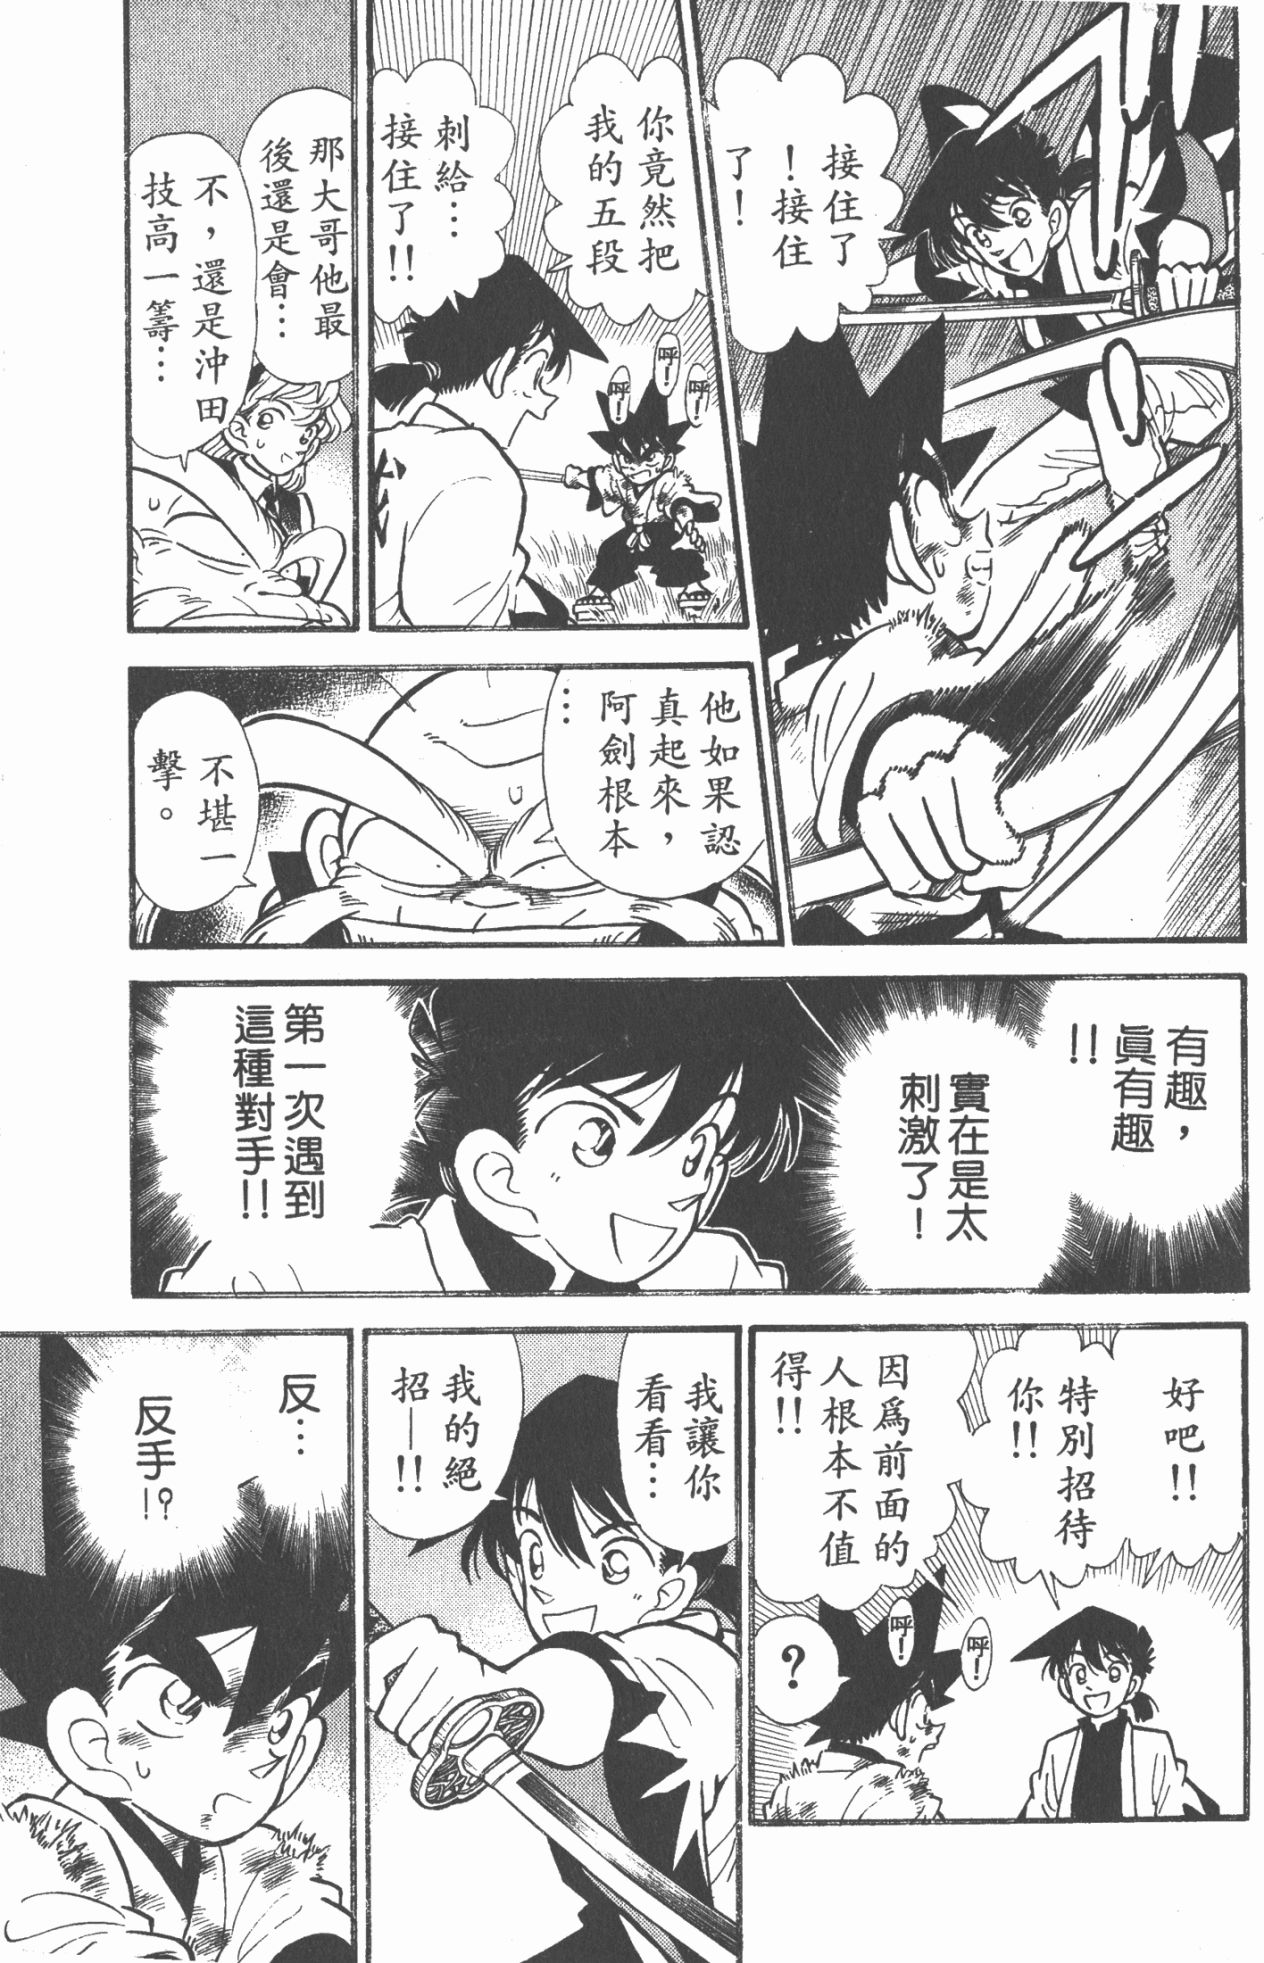 接住了
！接住
了！
你竟然把
我的五段
刺給…
接住了!!
呼！
呼！
呼！
那大哥他最
後還是會…
不，還是沖田
技高一籌…
他如果認
真起來，
阿劍根本
…
不堪一
擊。
有趣，
眞有趣
!!
實在是太
刺激了！
第一次遇到
這種對手!!
好吧!!
特別招待
你!!
因爲前面的
人根本不值
得!!
呼！
呼！
？
我讓你
看看…
我的絕
招—!!
反…
反手!?